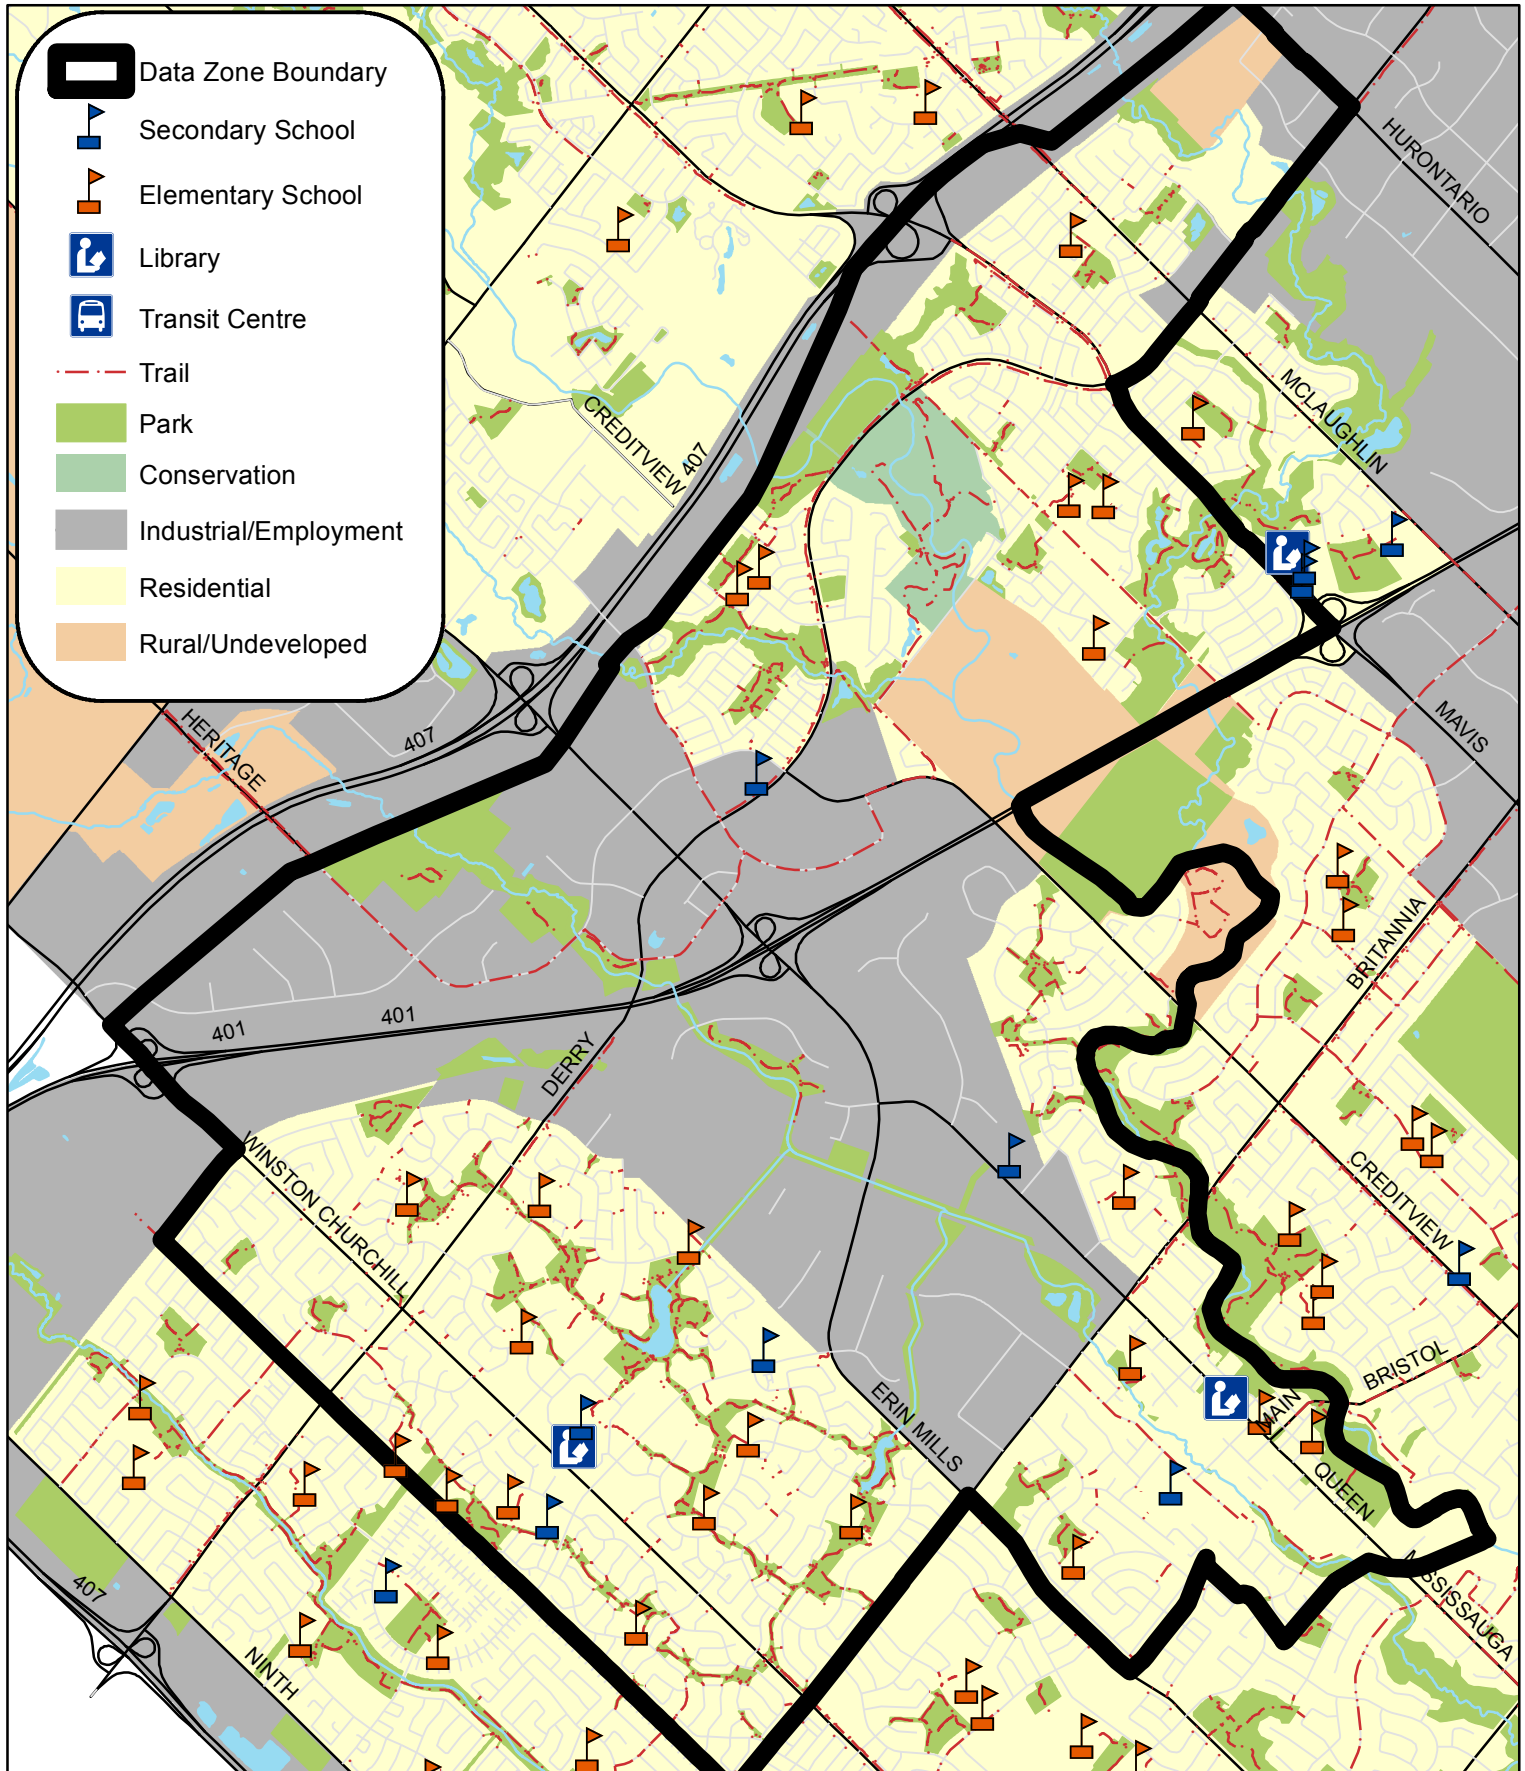 Data Zone Boundary
Secondary School
Elementary School
Library
Transit Centre
Trail
Park
Conservation
Industrial/Employment
Residential
Rural/Undeveloped
HURONTARIO
MCLAUGHLIN
CREDITVIEW
407
MAVIS
HERITAGE
407
BRITANNIA
401
401
DERRY
WINSTON CHURCHILL
CREDITVIEW
BRISTOL
ERIN MILLS
MAIN
QUEEN
MISSISSAUGA
407
NINTH